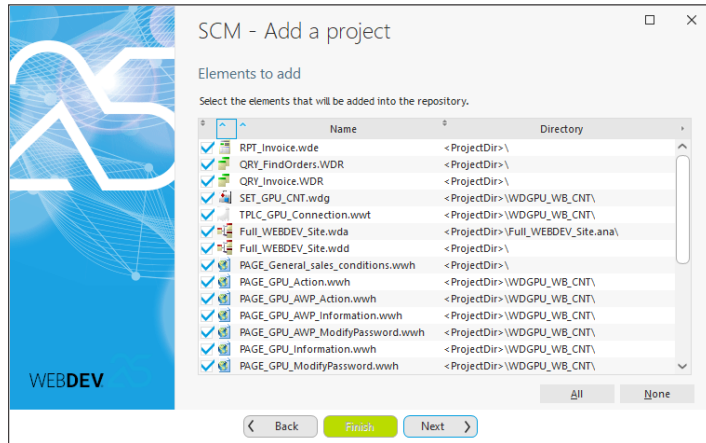 SCM - Add a project
Elements to add
Select the elements that will be added into the repository.
Name Directory
RPT_Invoice.wde <ProjectDir>\
QRY_FindOrders.WDR <ProjectDir>\
QRY_Invoice.WDR <ProjectDir>\
SET_GPU_CNT.wdg <ProjectDir>\WDGPU_WB_CNT\
TPLC_GPU_Connection.wwt <ProjectDir>\WDGPU_WB_CNT\
Full_WEBDEV_Site.wda <ProjectDir>\Full_WEBDEV_Site.ana\
Full_WEBDEV_Site.wdd <ProjectDir>\
PAGE_General_sales_conditions.wwh <ProjectDir>\
PAGE_GPU_Action.wwh <ProjectDir>\WDGPU_WB_CNT\
PAGE_GPU_AWP_Action.wwh <ProjectDir>\WDGPU_WB_CNT\
PAGE_GPU_AWP_Information.wwh <ProjectDir>\WDGPU_WB_CNT\
PAGE_GPU_AWP_ModifyPassword.wwh <ProjectDir>\WDGPU_WB_CNT\
PAGE_GPU_Information.wwh <ProjectDir>\WDGPU_WB_CNT\
PAGE_GPU_ModifyPassword.wwh <ProjectDir>\WDGPU_WB_CNT\
WEBDEV 25
All None
Back Finish Next